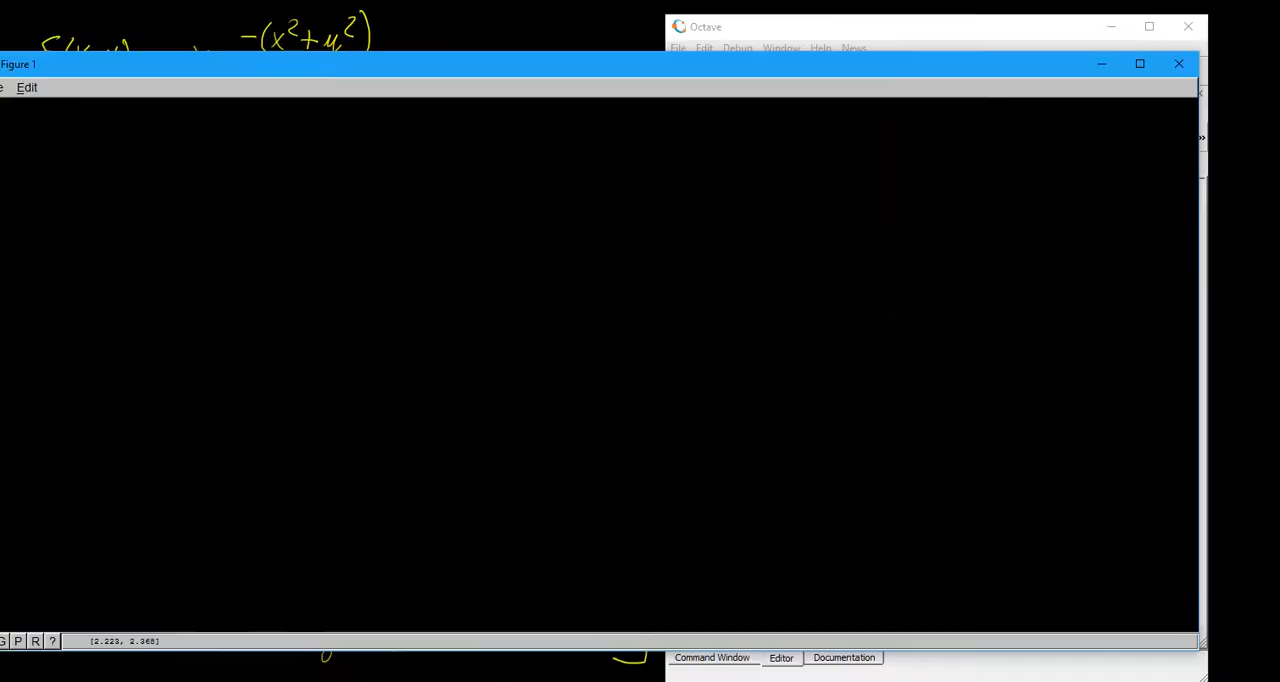 -(x²+y²)
Octave
File Edit Debug Window Help News
Figure 1
Edit
G P R ? [2.223, 2.368]
Command Window Editor Documentation